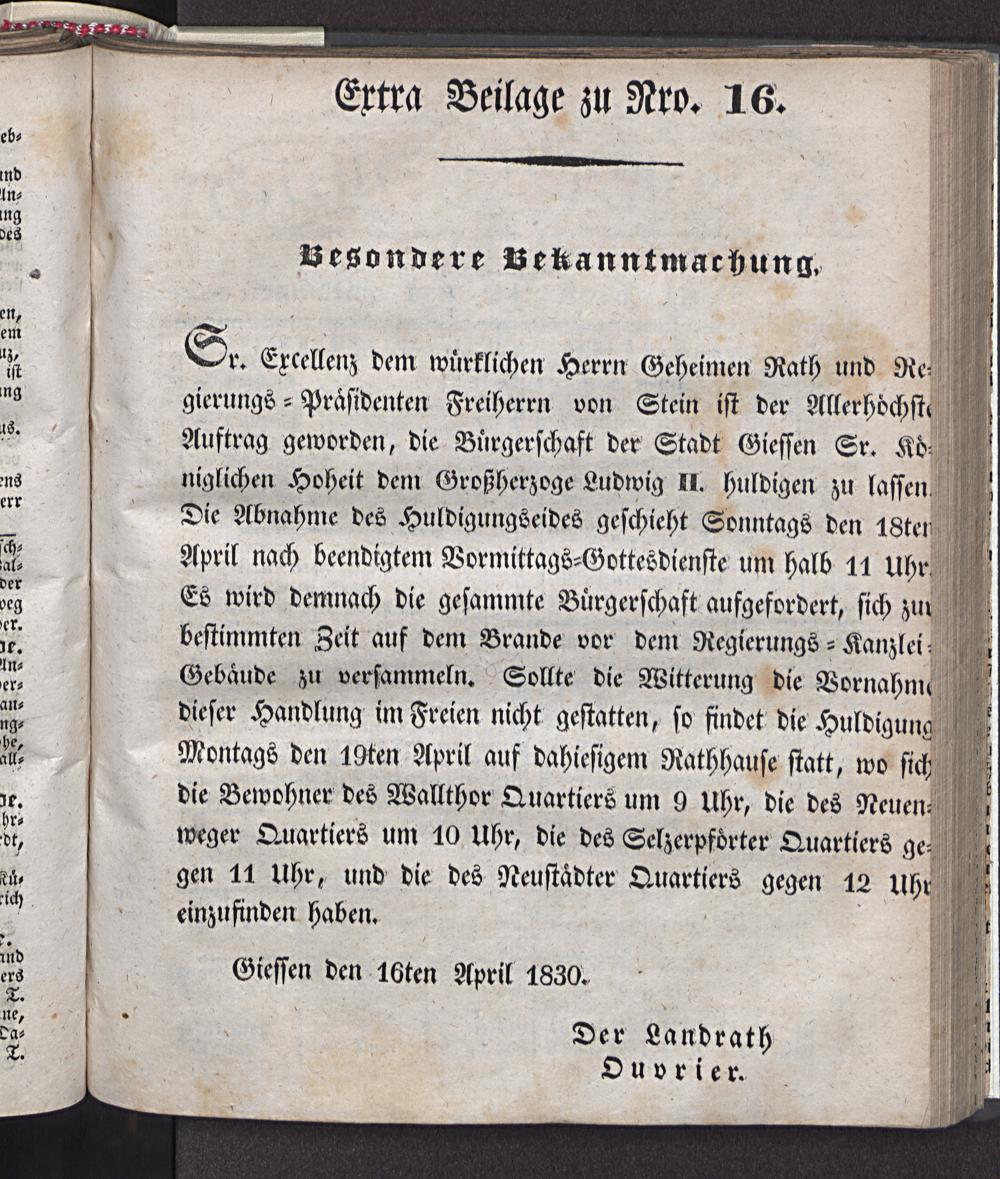 Extra Beilage zu Nro. 16.
Besondere Bekanntmachung.
Sr. Excellenz dem würklichen Herrn Geheimen Rath und Re-
gierungs-Präsidenten Freiherrn von Stein ist der Allerhöchste
Auftrag geworden, die Bürgerschaft der Stadt Giessen Sr. Kö-
niglichen Hoheit dem Großherzoge Ludwig II. huldigen zu lassen.
Die Abnahme des Huldigungseides geschieht Sonntags den 18ten
April nach beendigtem Vormittags-Gottesdienste um halb 11 Uhr.
Es wird demnach die gesammte Bürgerschaft aufgefordert, sich zur
bestimmten Zeit auf dem Brande vor dem Regierungs-Kanzlei-
Gebäude zu versammeln. Sollte die Witterung die Vornahme
dieser Handlung im Freien nicht gestatten, so findet die Huldigung
Montags den 19ten April auf dahiesigem Rathhause statt, wo sich
die Bewohner des Wallthor Quartiers um 9 Uhr, die des Neuen-
weger Quartiers um 10 Uhr, die des Selzerpförter Quartiers ge-
gen 11 Uhr, und die des Neustädter Quartiers gegen 12 Uhr
einzufinden haben.
Giessen den 16ten April 1830.
Der Landrath
Ouvrier.